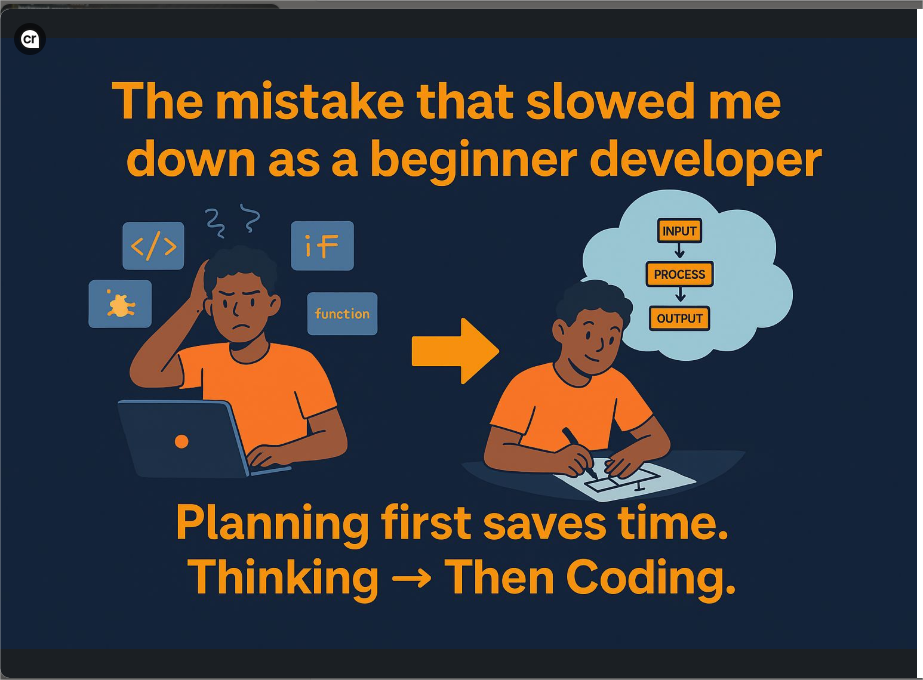 cr
The mistake that slowed me
down as a beginner developer
</>
if
function
INPUT
PROCESS
OUTPUT
Planning first saves time.
Thinking → Then Coding.